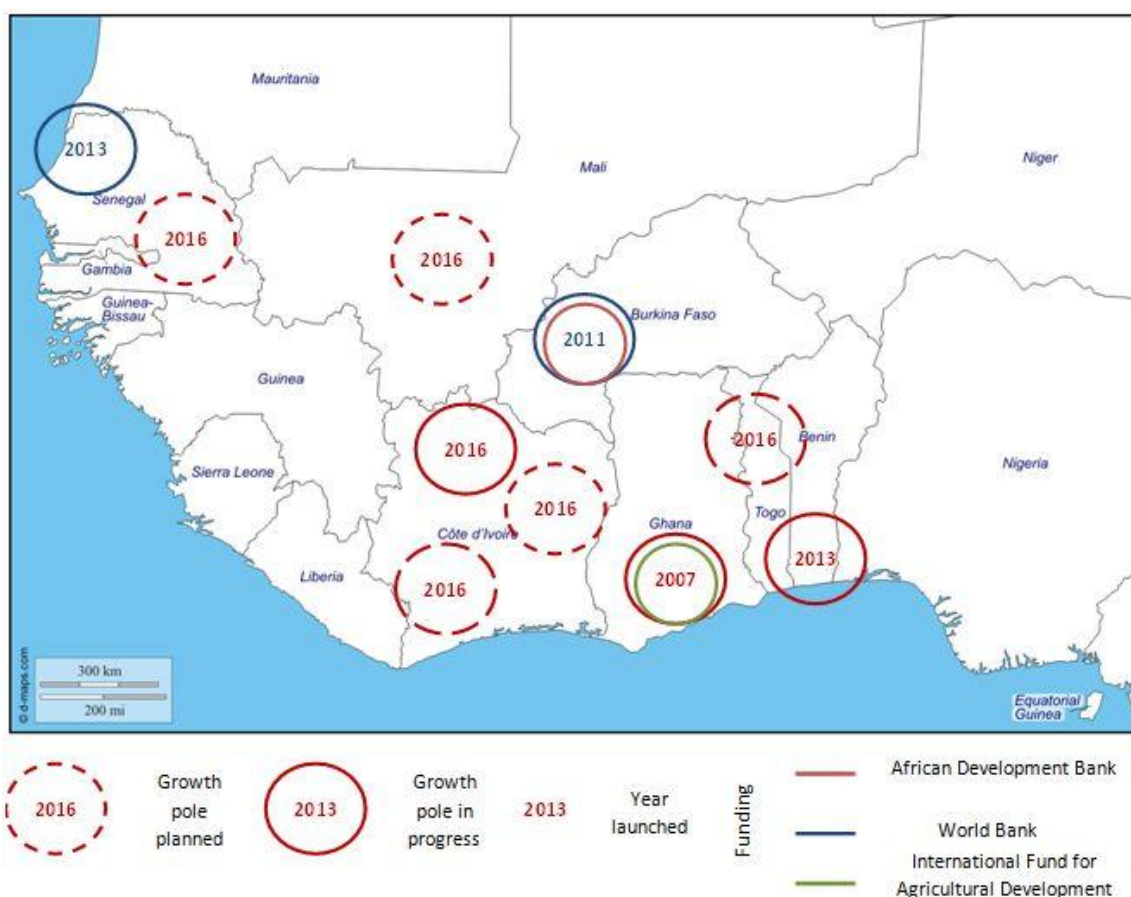 Mauritania
2013
Mali
Niger
Senegal
2016
2016
Gambia
Guinea-
Bissau
Burkina Faso
2011
Guinea
2016
2016
Benin
Sierra Leone
Nigeria
2016
Togo
Ghana
Côte d'Ivoire
2013
Liberia
2016
2007
300 km
200 mi
© d-maps.com
Equatorial
Guinea
2016
Growth
pole
planned
2013
Growth
pole in
progress
2013
Year
launched
Funding
African Development Bank
World Bank
International Fund for
Agricultural Development